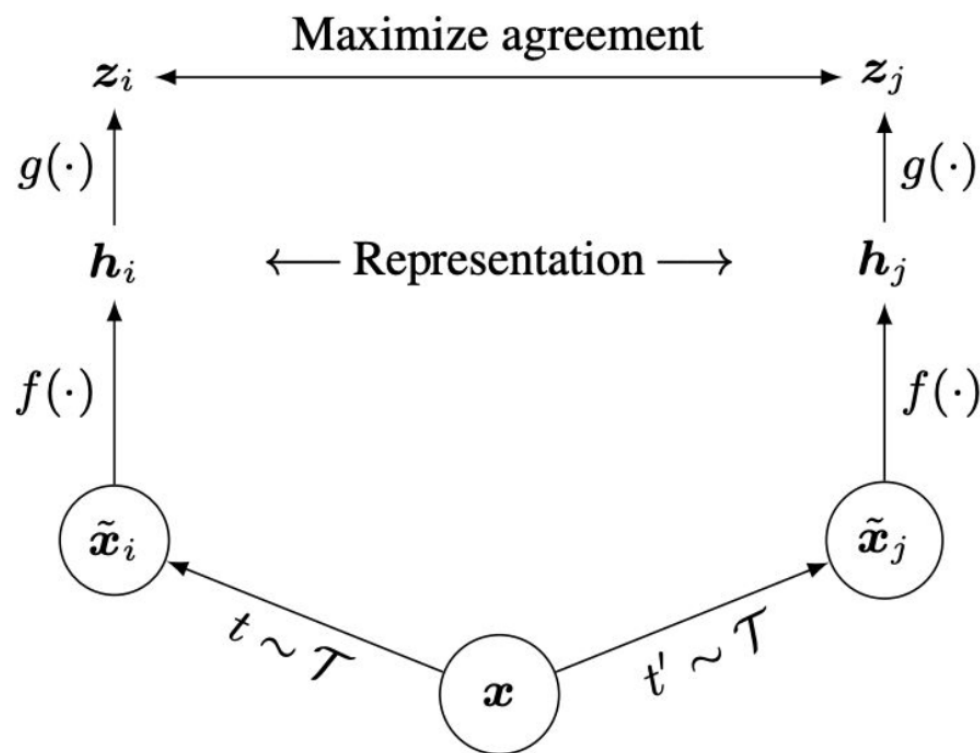 Maximize agreement
z_i z_j
g(·) g(·)
h_i ← Representation → h_j
f(·) f(·)
x̃_i x̃_j
t ~ 𝒯 t' ~ 𝒯
x